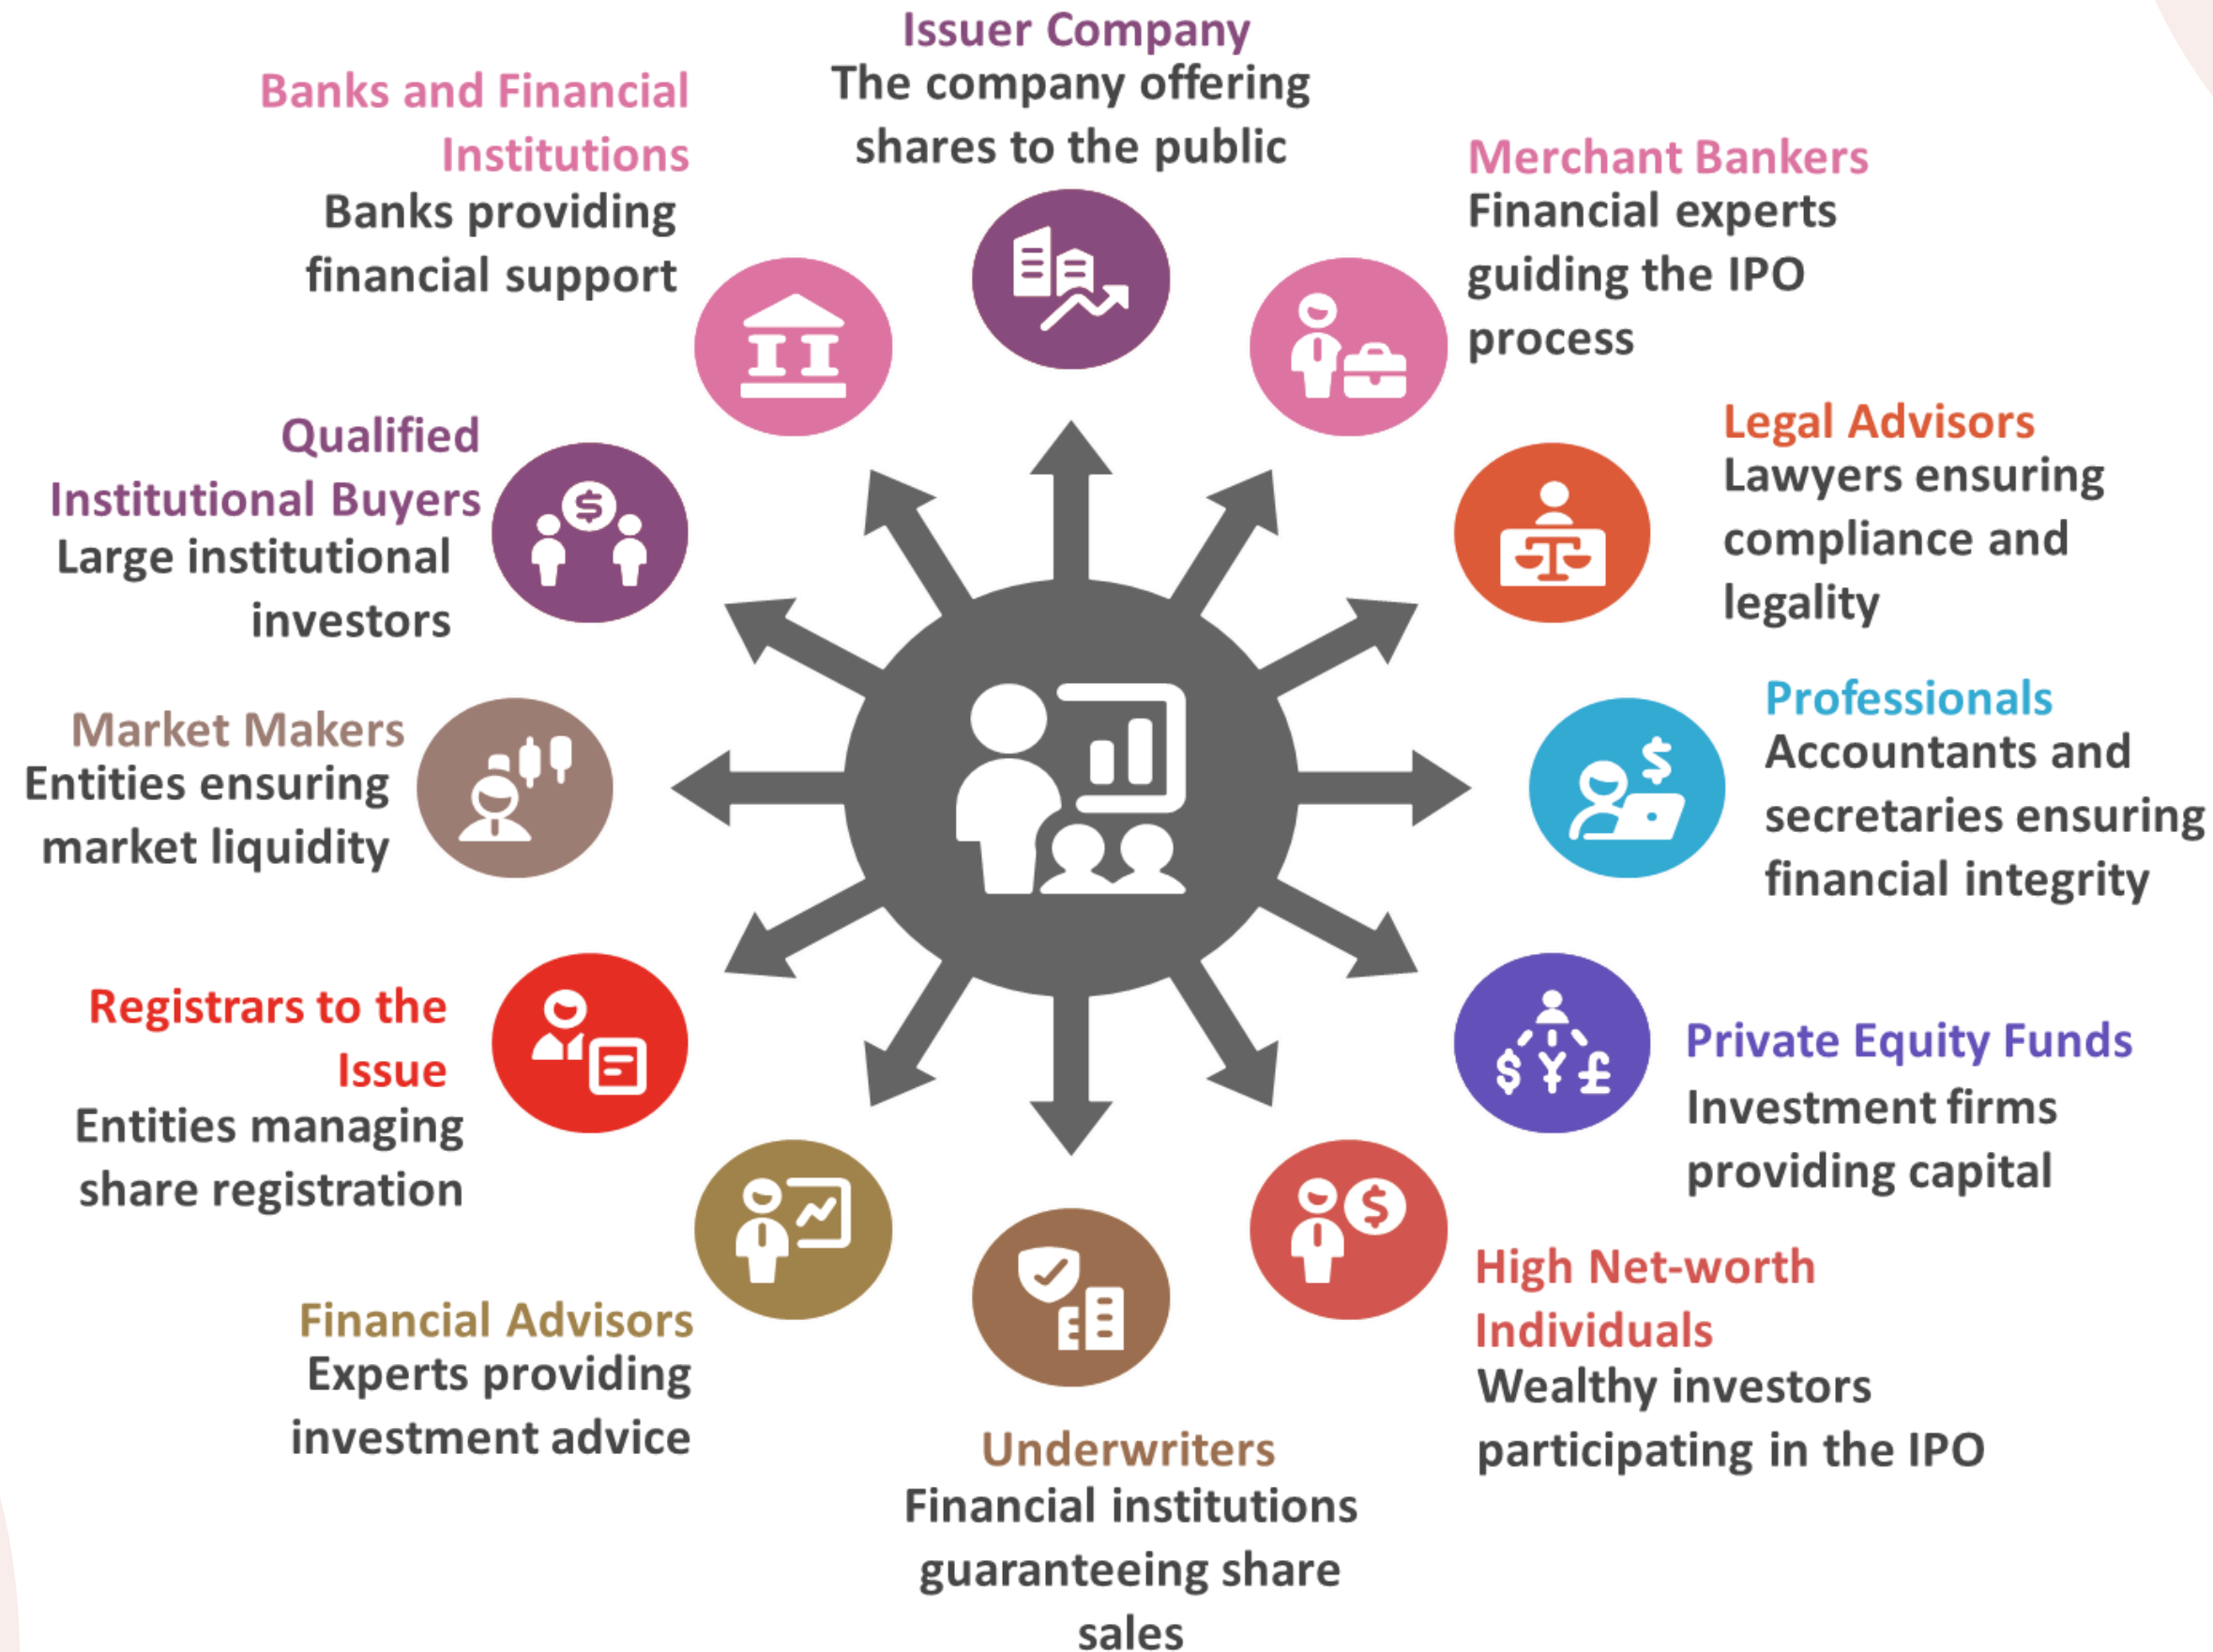 Issuer Company
The company offering
shares to the public
Merchant Bankers
Financial experts
guiding the IPO
process
Legal Advisors
Lawyers ensuring
compliance and
legality
Professionals
Accountants and
secretaries ensuring
financial integrity
Private Equity Funds
Investment firms
providing capital
High Net-worth
Individuals
Wealthy investors
participating in the IPO
Underwriters
Financial institutions
guaranteeing share
sales
Financial Advisors
Experts providing
investment advice
Registrars to the
Issue
Entities managing
share registration
Market Makers
Entities ensuring
market liquidity
Qualified
Institutional Buyers
Large institutional
investors
Banks and Financial
Institutions
Banks providing
financial support